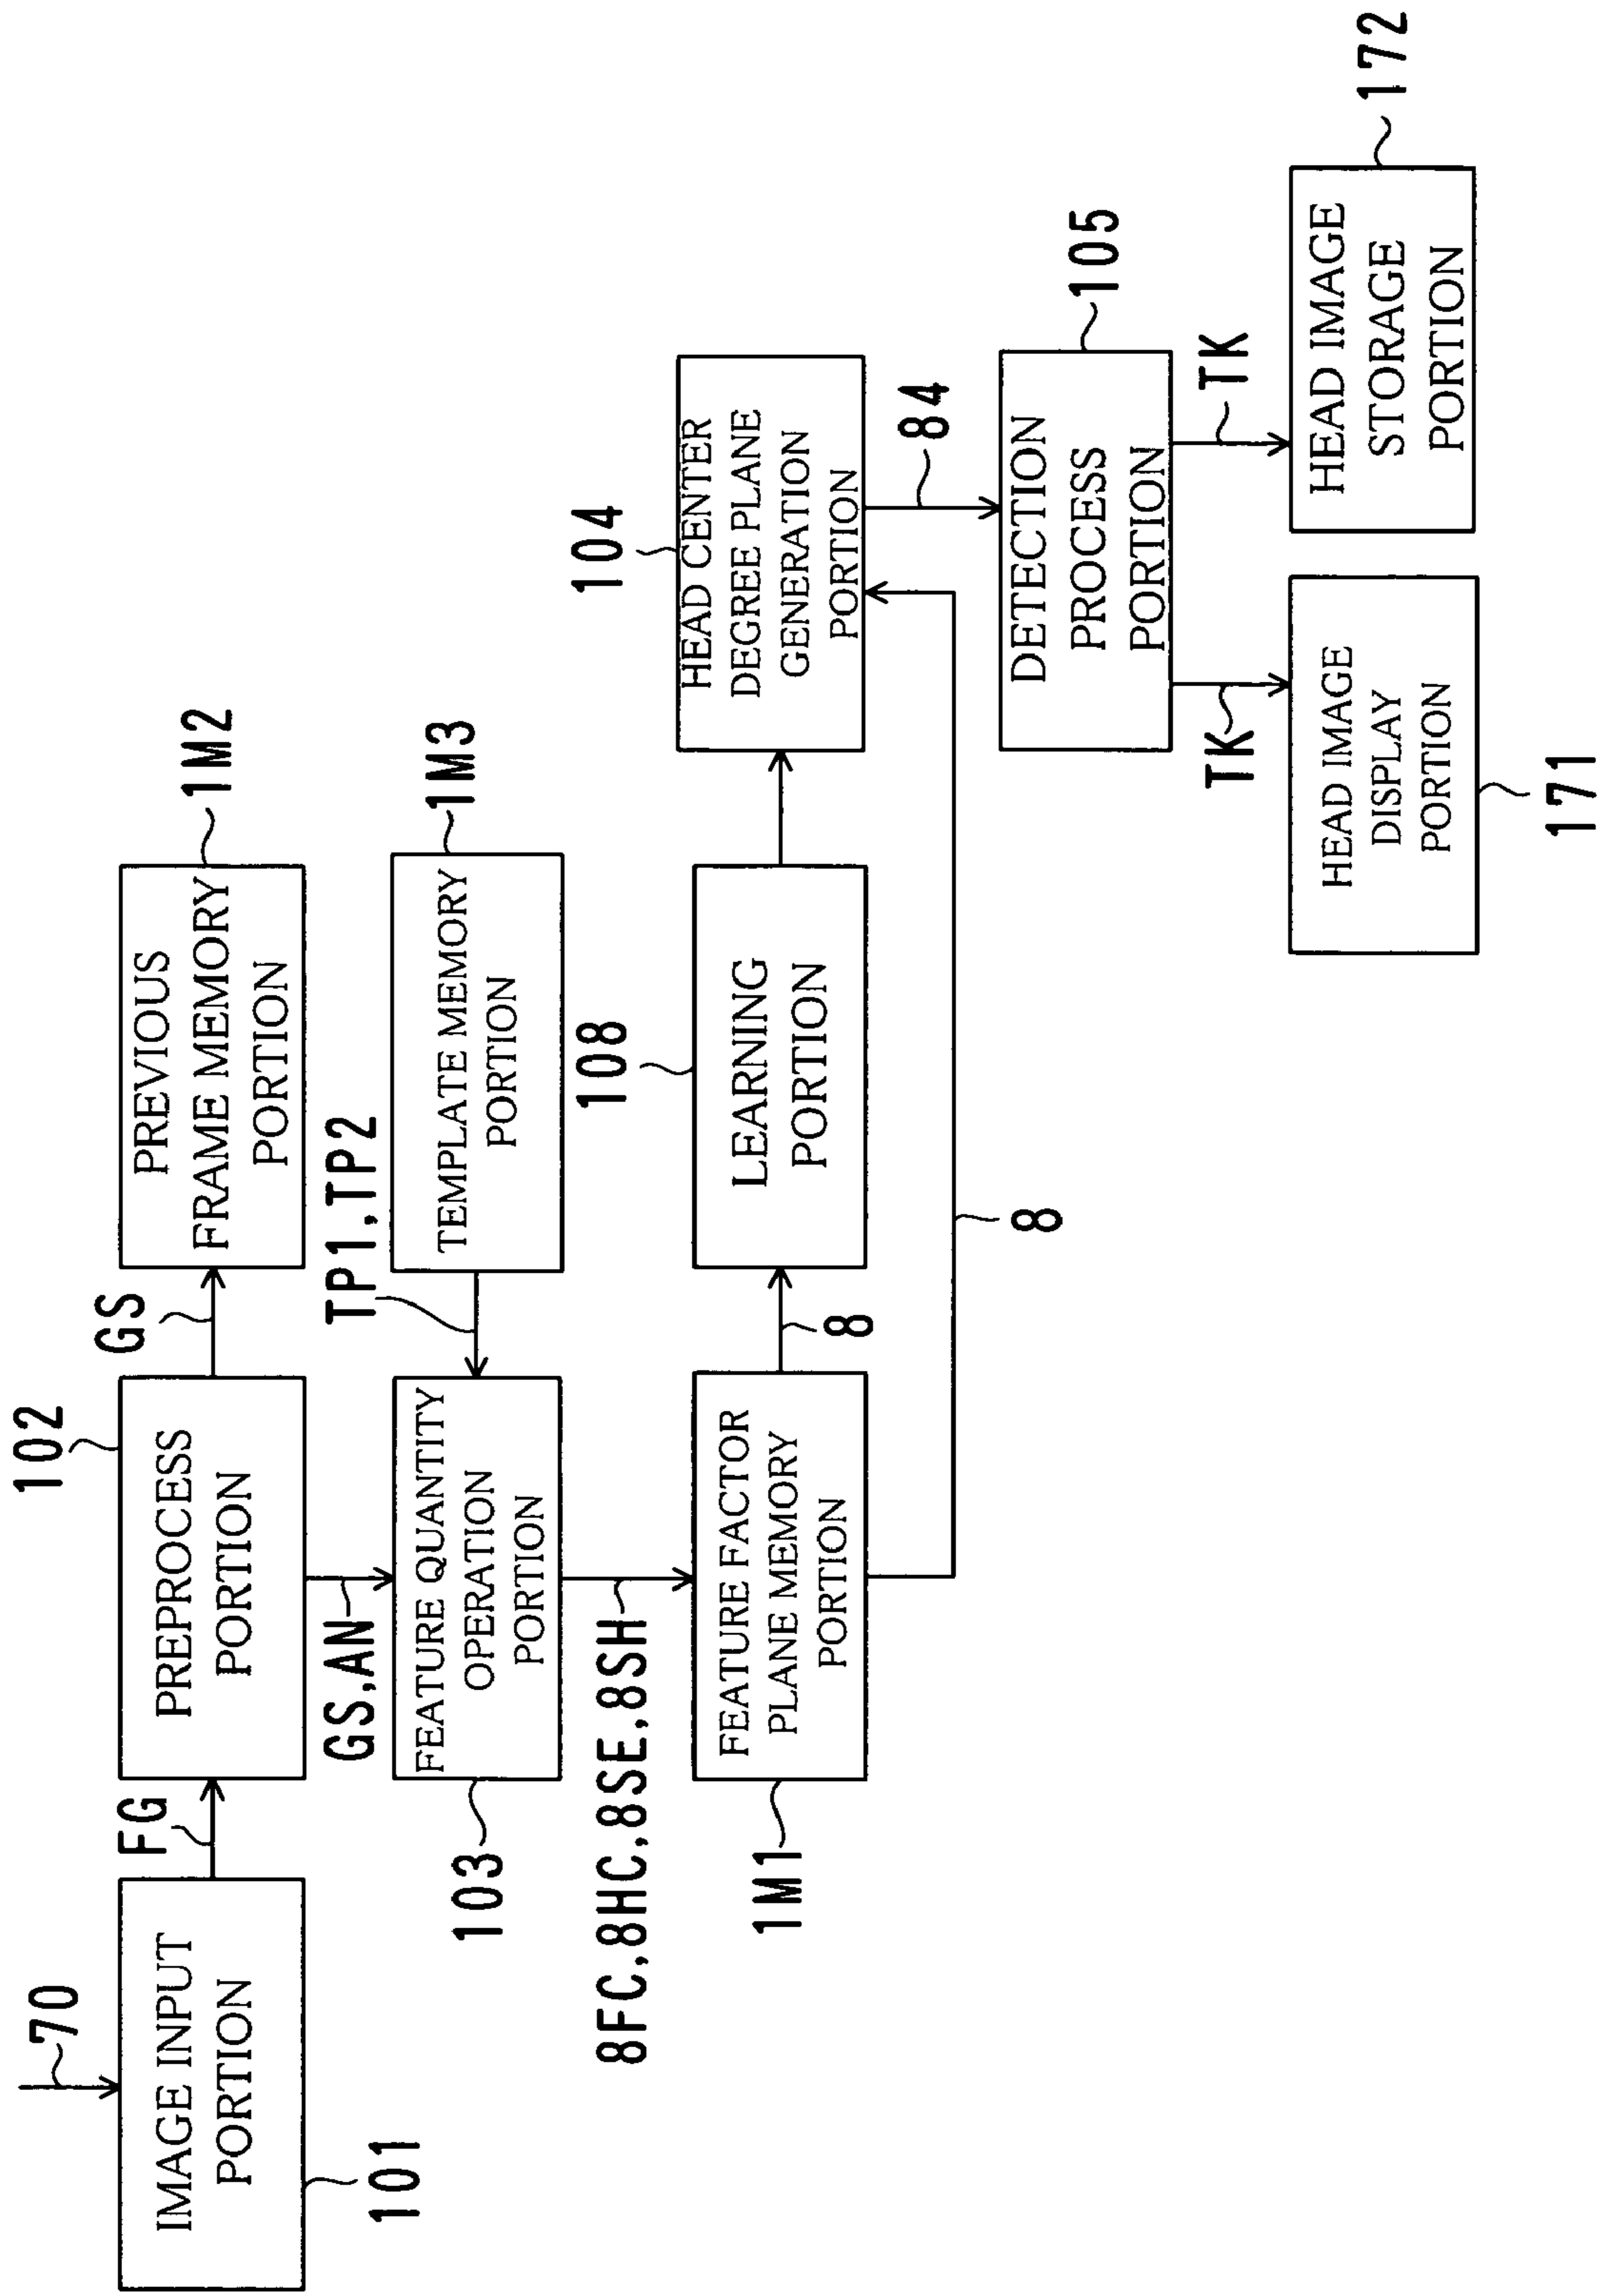 70
IMAGE INPUT
PORTION
101
FG
102
PREPROCESS
PORTION
GS
PREVIOUS
FRAME MEMORY
PORTION
1M2
GS,AN
103
FEATURE QUANTITY
OPERATION
PORTION
TP1,TP2
TEMPLATE MEMORY
PORTION
1M3
8FC,8HC,8SE,8SH
1M1
FEATURE FACTOR
PLANE MEMORY
PORTION
8
108
LEARNING
PORTION
8
104
HEAD CENTER
DEGREE PLANE
GENERATION
PORTION
84
DETECTION
PROCESS
PORTION
105
TK
TK
HEAD IMAGE
DISPLAY
PORTION
171
HEAD IMAGE
STORAGE
PORTION
172